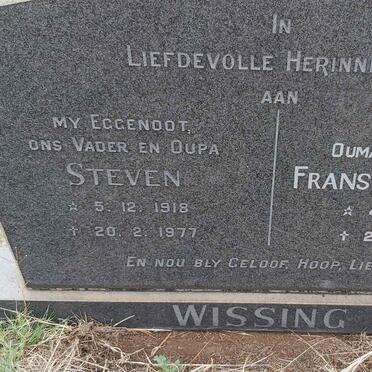 IN
LIEFDEVOLLE HERINN
AAN
MY EGGENOOT,
ONS VADER EN OUPA
STEVEN
☆ 5. 12. 1918
✝ 20. 2. 1977
OUMA
FRANS
☆
✝ 2
EN NOU BLY GELOOF, HOOP, LIE
WISSING